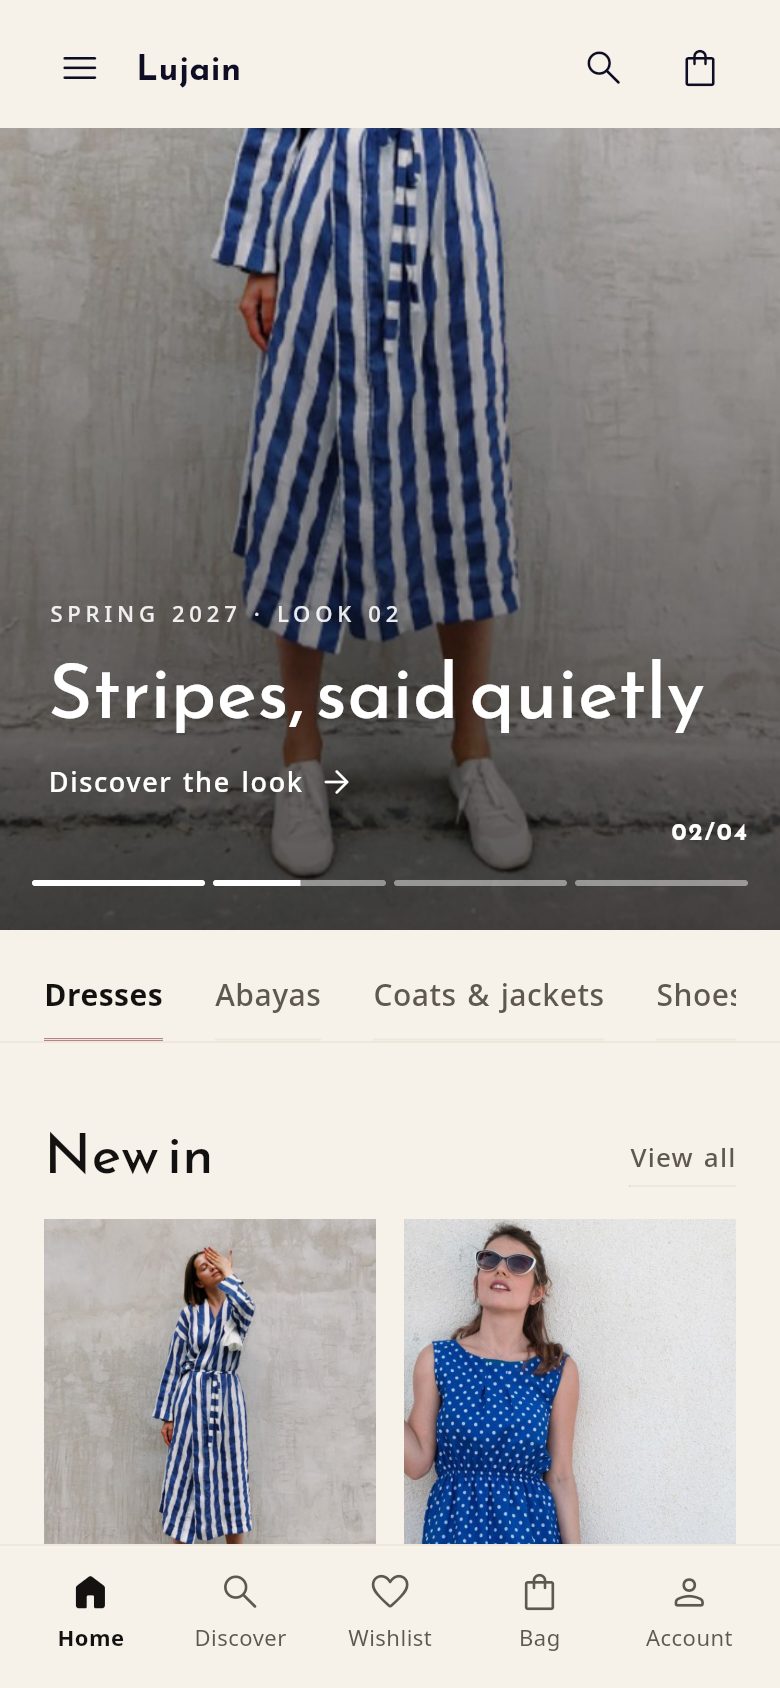 Lujain
SPRING 2027 · LOOK 02
Stripes, said quietly
Discover the look
02/04
Dresses Abayas Coats & jackets Shoes
New in
View all
Home Discover Wishlist Bag Account